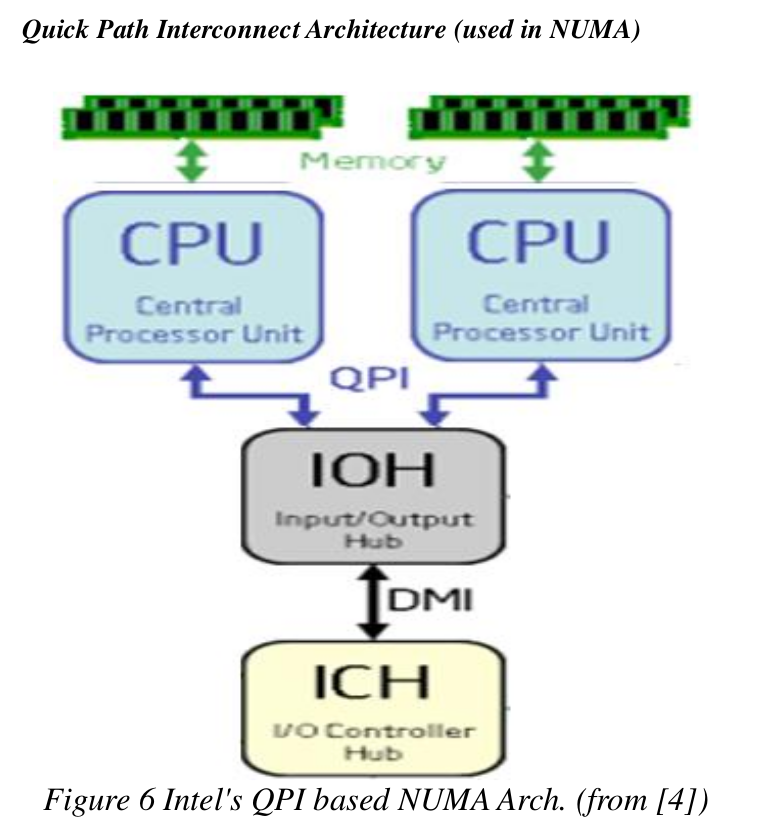 Quick Path Interconnect Architecture (used in NUMA)
Memory
CPU
Central
Processor Unit
CPU
Central
Processor Unit
QPI
IOH
Input/Output
Hub
DMI
ICH
I/O Controller
Hub
Figure 6 Intel's QPI based NUMA Arch. (from [4])